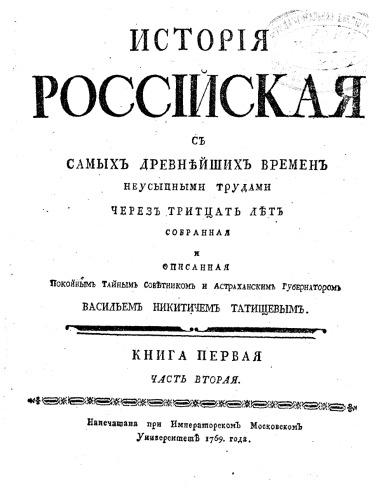 ИСТОРІЯ
РОССІЙСКАЯ
СЪ
САМЫХЪ ДРЕВНѢЙШИХЪ ВРЕМЕНЪ
НЕУСЫПНЫМИ ТРУДАМИ
ЧЕРЕЗЪ ТРИТЦАТЬ ЛѢТЪ
СОБРАННАЯ
И
ОПИСАННАЯ
Покойнымъ Тайнымъ Совѣтникомъ и Астраханскимъ Губернаторомъ
ВАСИЛЬЕМЪ НИКИТИЧЕМЪ ТАТИЩЕВЫМЪ.
КНИГА ПЕРВАЯ
ЧАСТЬ ВТОРАЯ.
Напечатана при Императорскомъ Московскомъ
Университетѣ 1769. года.